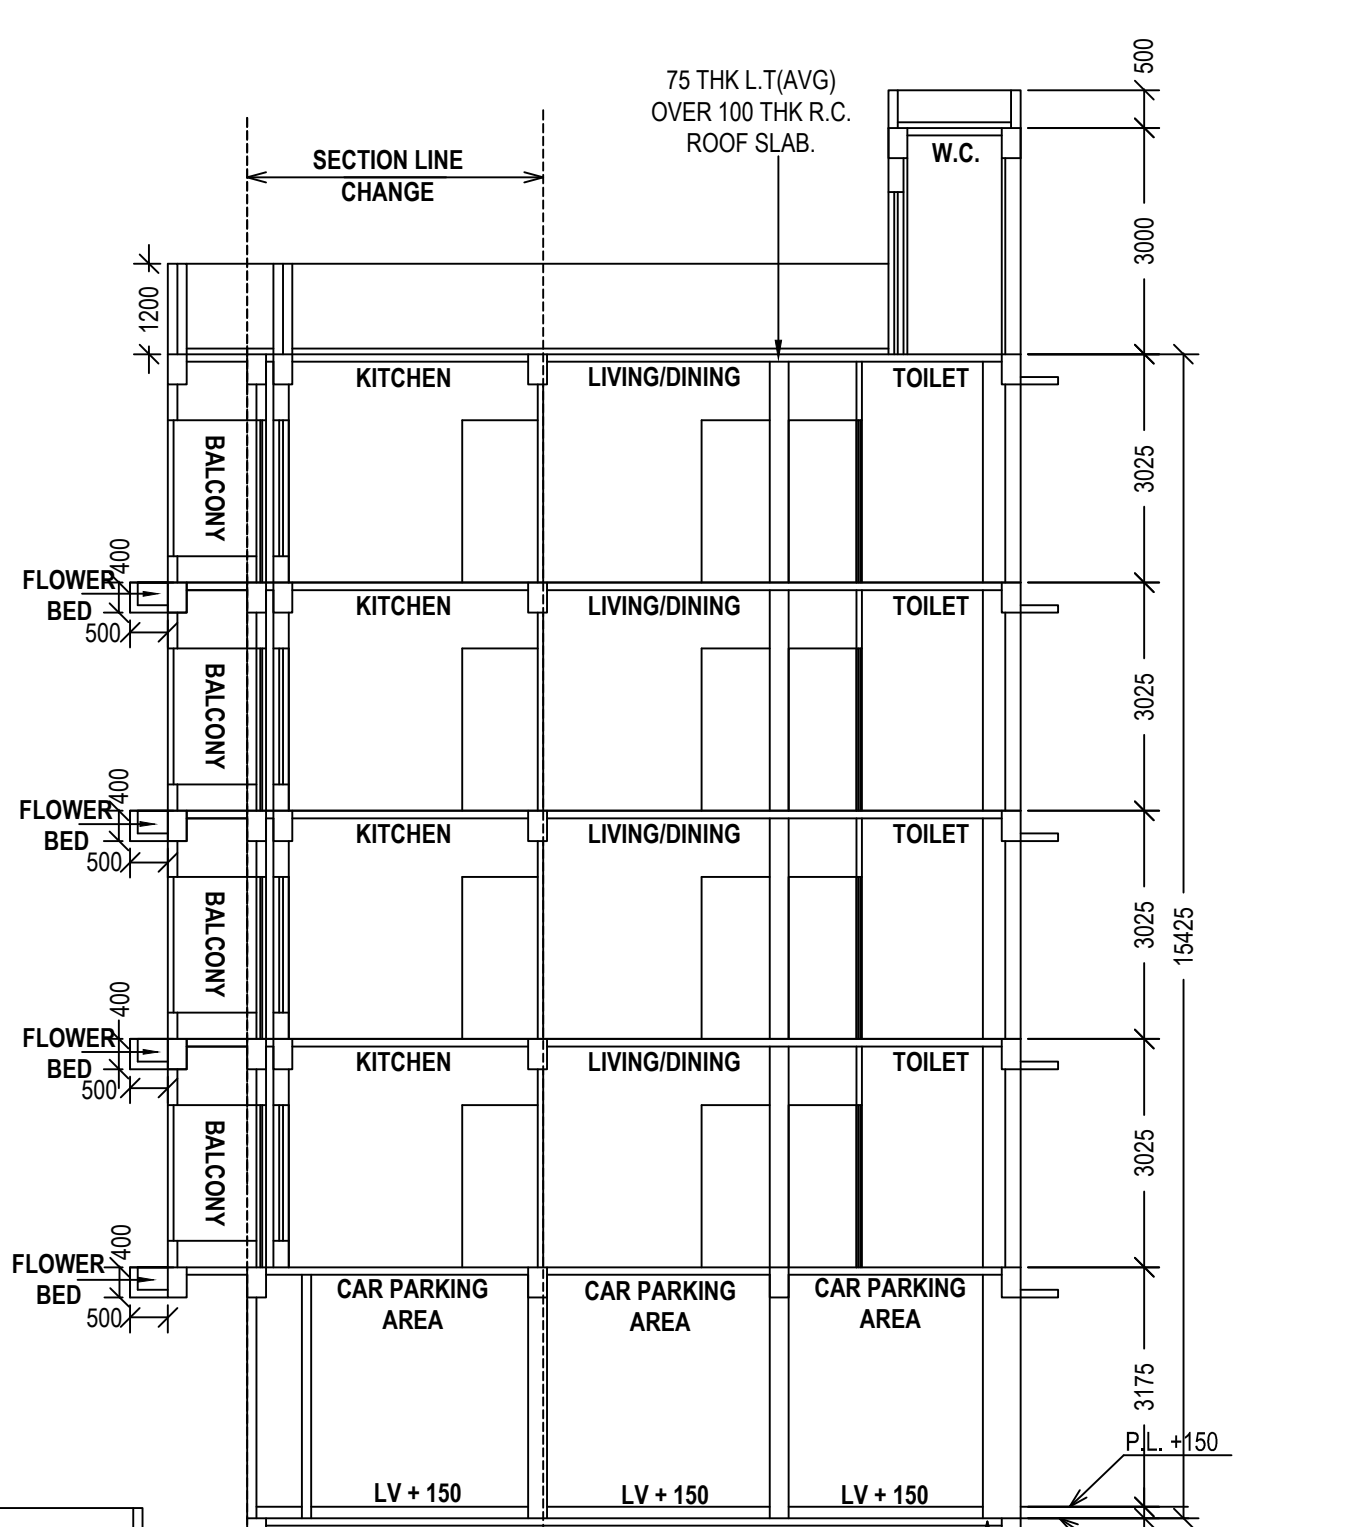 500
75 THK L.T(AVG)
OVER 100 THK R.C.
ROOF SLAB.
W.C.
SECTION LINE
CHANGE
3000
1200
KITCHEN
LIVING/DINING
TOILET
BALCONY
3025
400
FLOWER
BED
500
KITCHEN
LIVING/DINING
TOILET
BALCONY
3025
400
FLOWER
BED
500
KITCHEN
LIVING/DINING
TOILET
BALCONY
3025
15425
400
FLOWER
BED
500
KITCHEN
LIVING/DINING
TOILET
BALCONY
3025
400
FLOWER
BED
500
CAR PARKING
AREA
CAR PARKING
AREA
CAR PARKING
AREA
3175
P.L. +150
LV + 150
LV + 150
LV + 150